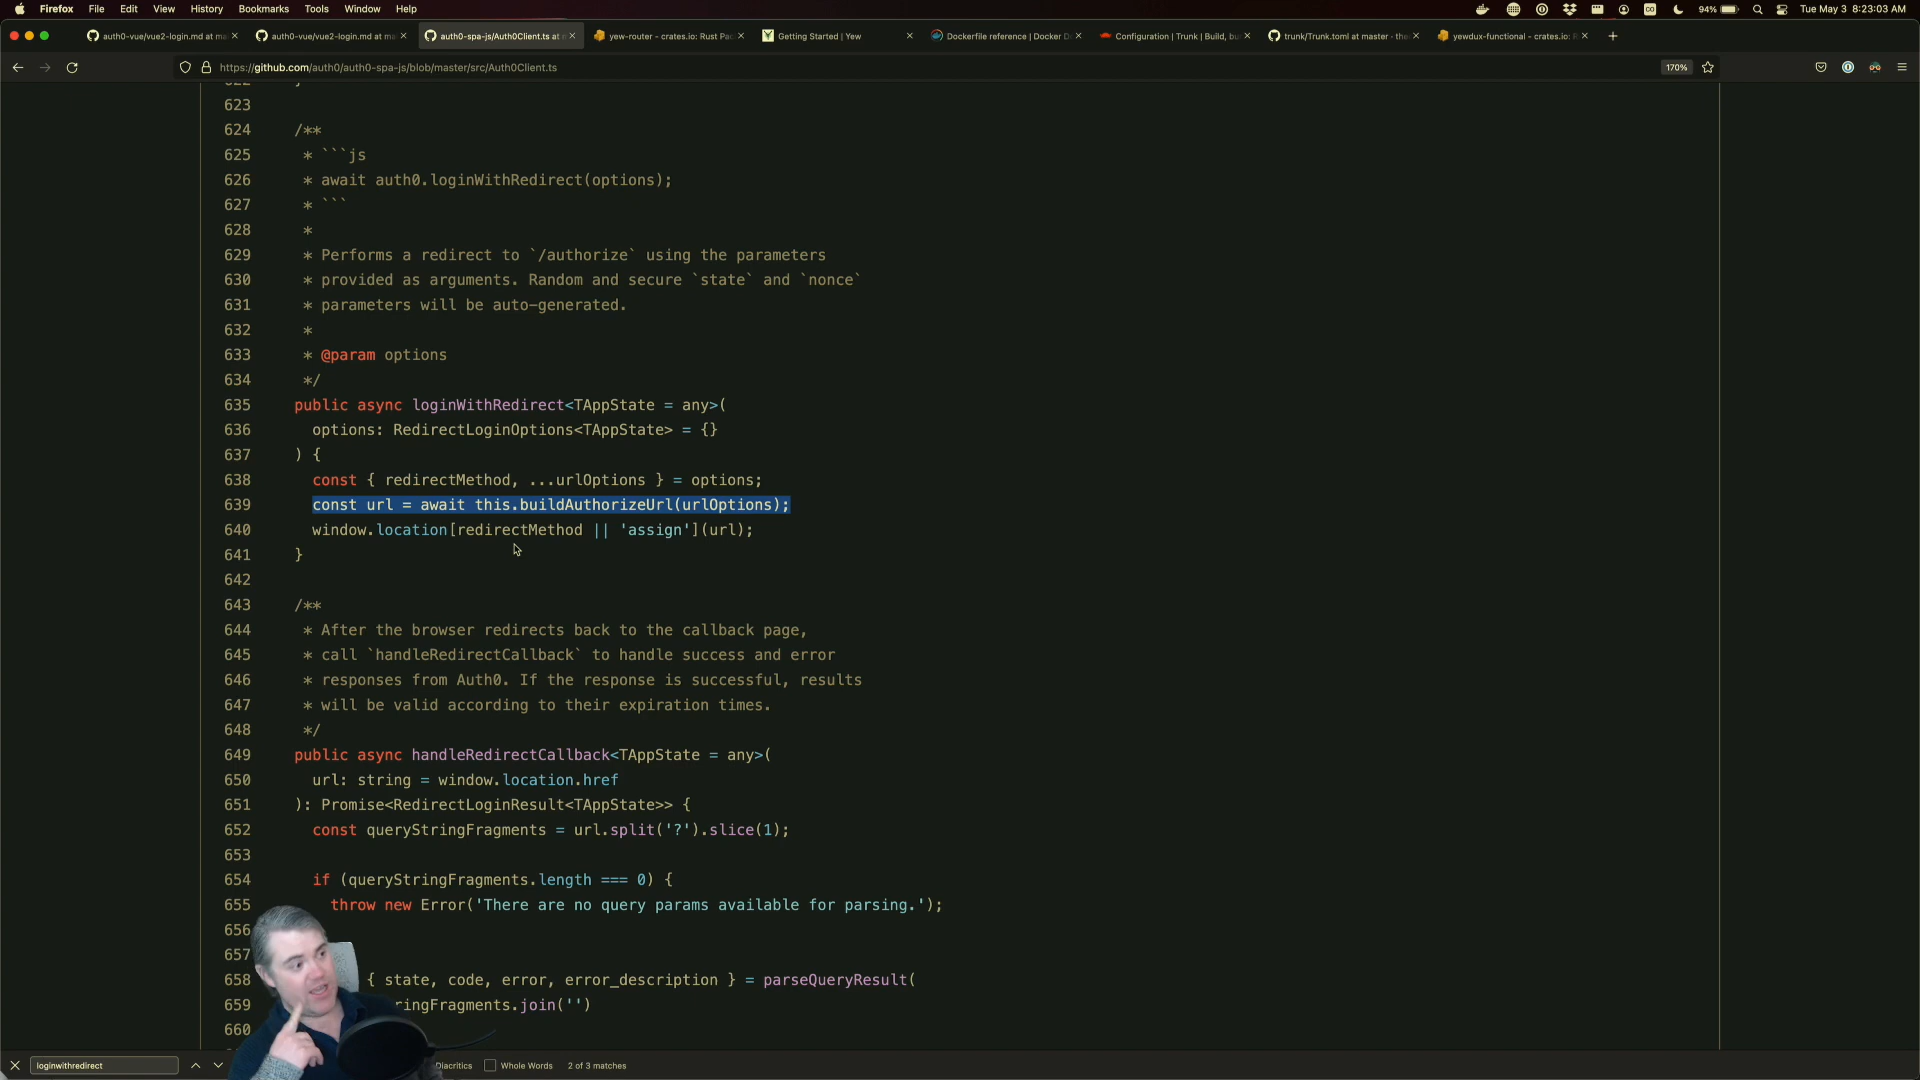 Firefox File Edit View History Bookmarks Tools Window Help 94% Tue May 3 8:23:03 AM
auth0-vue/vue2-login.md at ma auth0-vue/vue2-login.md at ma auth0-spa-js/Auth0Client.ts at yew-router - crates.io: Rust Pac Getting Started | Yew Dockerfile reference | Docker D Configuration | Trunk | Build, bu trunk/Trunk.toml at master · the yewdux-functional - crates.io: R
https://github.com/auth0/auth0-spa-js/blob/master/src/Auth0Client.ts 170%
622 }
623
624 /**
625 * ```js
626 * await auth0.loginWithRedirect(options);
627 * ```
628 *
629 * Performs a redirect to `/authorize` using the parameters
630 * provided as arguments. Random and secure `state` and `nonce`
631 * parameters will be auto-generated.
632 *
633 * @param options
634 */
635 public async loginWithRedirect<TAppState = any>(
636 options: RedirectLoginOptions<TAppState> = {}
637 ) {
638 const { redirectMethod, ...urlOptions } = options;
639 const url = await this.buildAuthorizeUrl(urlOptions);
640 window.location[redirectMethod || 'assign'](url);
641 }
642
643 /**
644 * After the browser redirects back to the callback page,
645 * call `handleRedirectCallback` to handle success and error
646 * responses from Auth0. If the response is successful, results
647 * will be valid according to their expiration times.
648 */
649 public async handleRedirectCallback<TAppState = any>(
650 url: string = window.location.href
651 ): Promise<RedirectLoginResult<TAppState>> {
652 const queryStringFragments = url.split('?').slice(1);
653
654 if (queryStringFragments.length === 0) {
655 throw new Error('There are no query params available for parsing.');
656
657
658 { state, code, error, error_description } = parseQueryResult(
659 ringFragments.join('')
660
loginwithredirect Diacritics Whole Words 2 of 3 matches